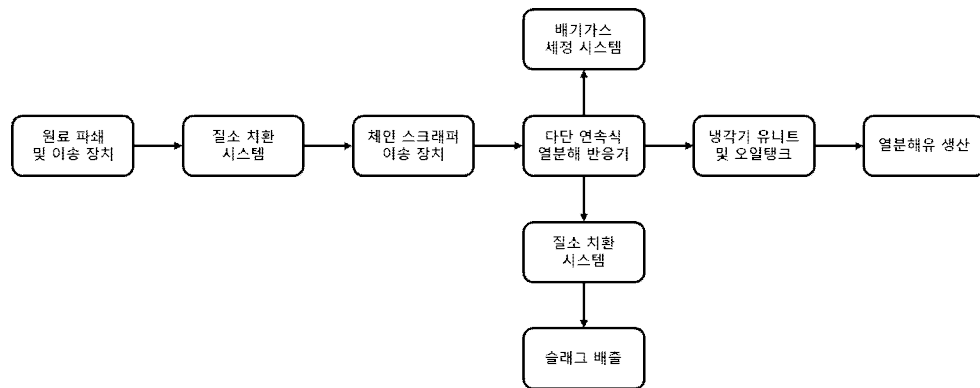 배기가스
세정 시스템
원료 파쇄
및 이송 장치
질소 치환
시스템
체인 스크래퍼
이송 장치
다단 연속식
열분해 반응기
냉각기 유니트
및 오일탱크
열분해유 생산
질소 치환
시스템
슬래그 배출